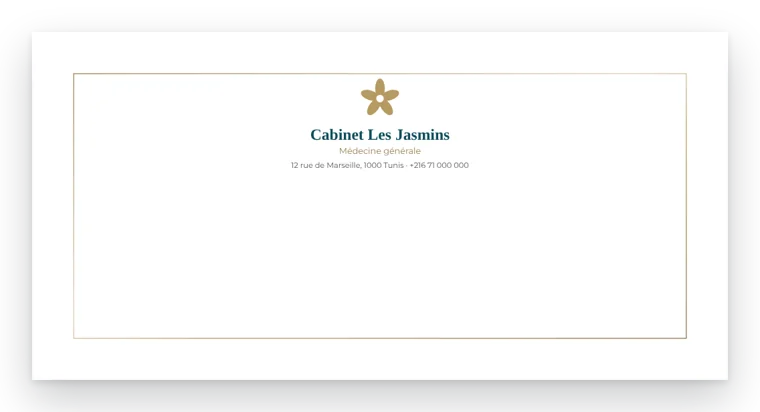 Cabinet Les Jasmins
Médecine générale
12 rue de Marseille, 1000 Tunis · +216 71 000 000